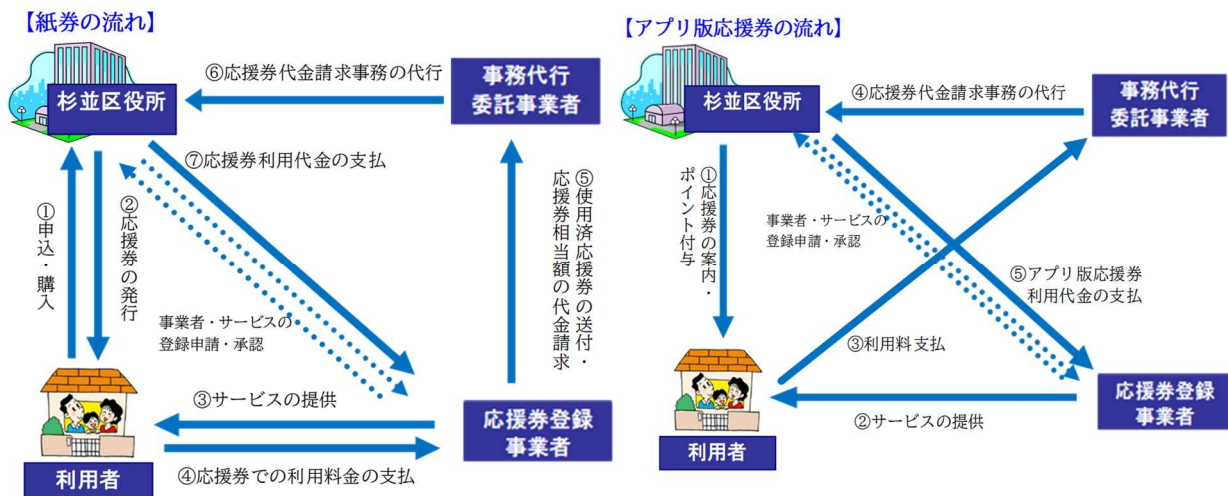 【紙券の流れ】
⑥応援券代金請求事務の代行
事務代行
委託事業者
杉並区役所
⑦応援券利用代金の支払
①申込・購入
②応援券の発行
⑤使用済応援券の送付・
応援券相当額の代金請求
事業者・サービスの
登録申請・承認
③サービスの提供
応援券登録
事業者
利用者
④応援券での利用料金の支払
【アプリ版応援券の流れ】
④応援券代金請求事務の代行
事務代行
委託事業者
杉並区役所
①応援券の案内・
ポイント付与
事業者・サービスの
登録申請・承認
⑤アプリ版応援券
利用代金の支払
③利用料支払
②サービスの提供
応援券登録
事業者
利用者